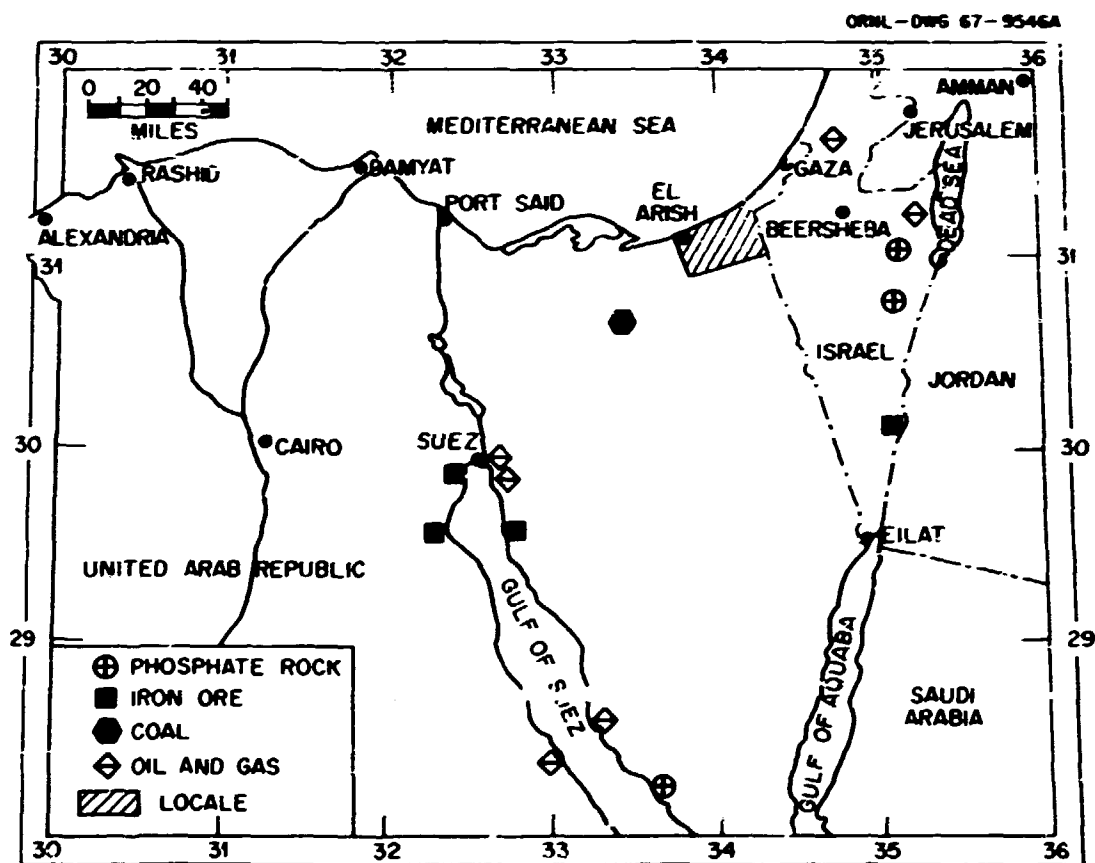 ORNL-DWG 67-9546A
30 31 32 33 34 35 36
0 20 40
MILES
MEDITERRANEAN SEA
AMMAN
JERUSALEM
RASHID
DAMYAT
GAZA
DEAD SEA
PORT SAID
EL
ARISH
BEERSHEBA
ALEXANDRIA
31 31
ISRAEL
JORDAN
30 30
CAIRO
SUEZ
EILAT
UNITED ARAB REPUBLIC
GULF OF SUEZ
GULF OF AQUABA
29 29
SAUDI
ARABIA
PHOSPHATE ROCK
IRON ORE
COAL
OIL AND GAS
LOCALE
30 31 32 33 34 35 36